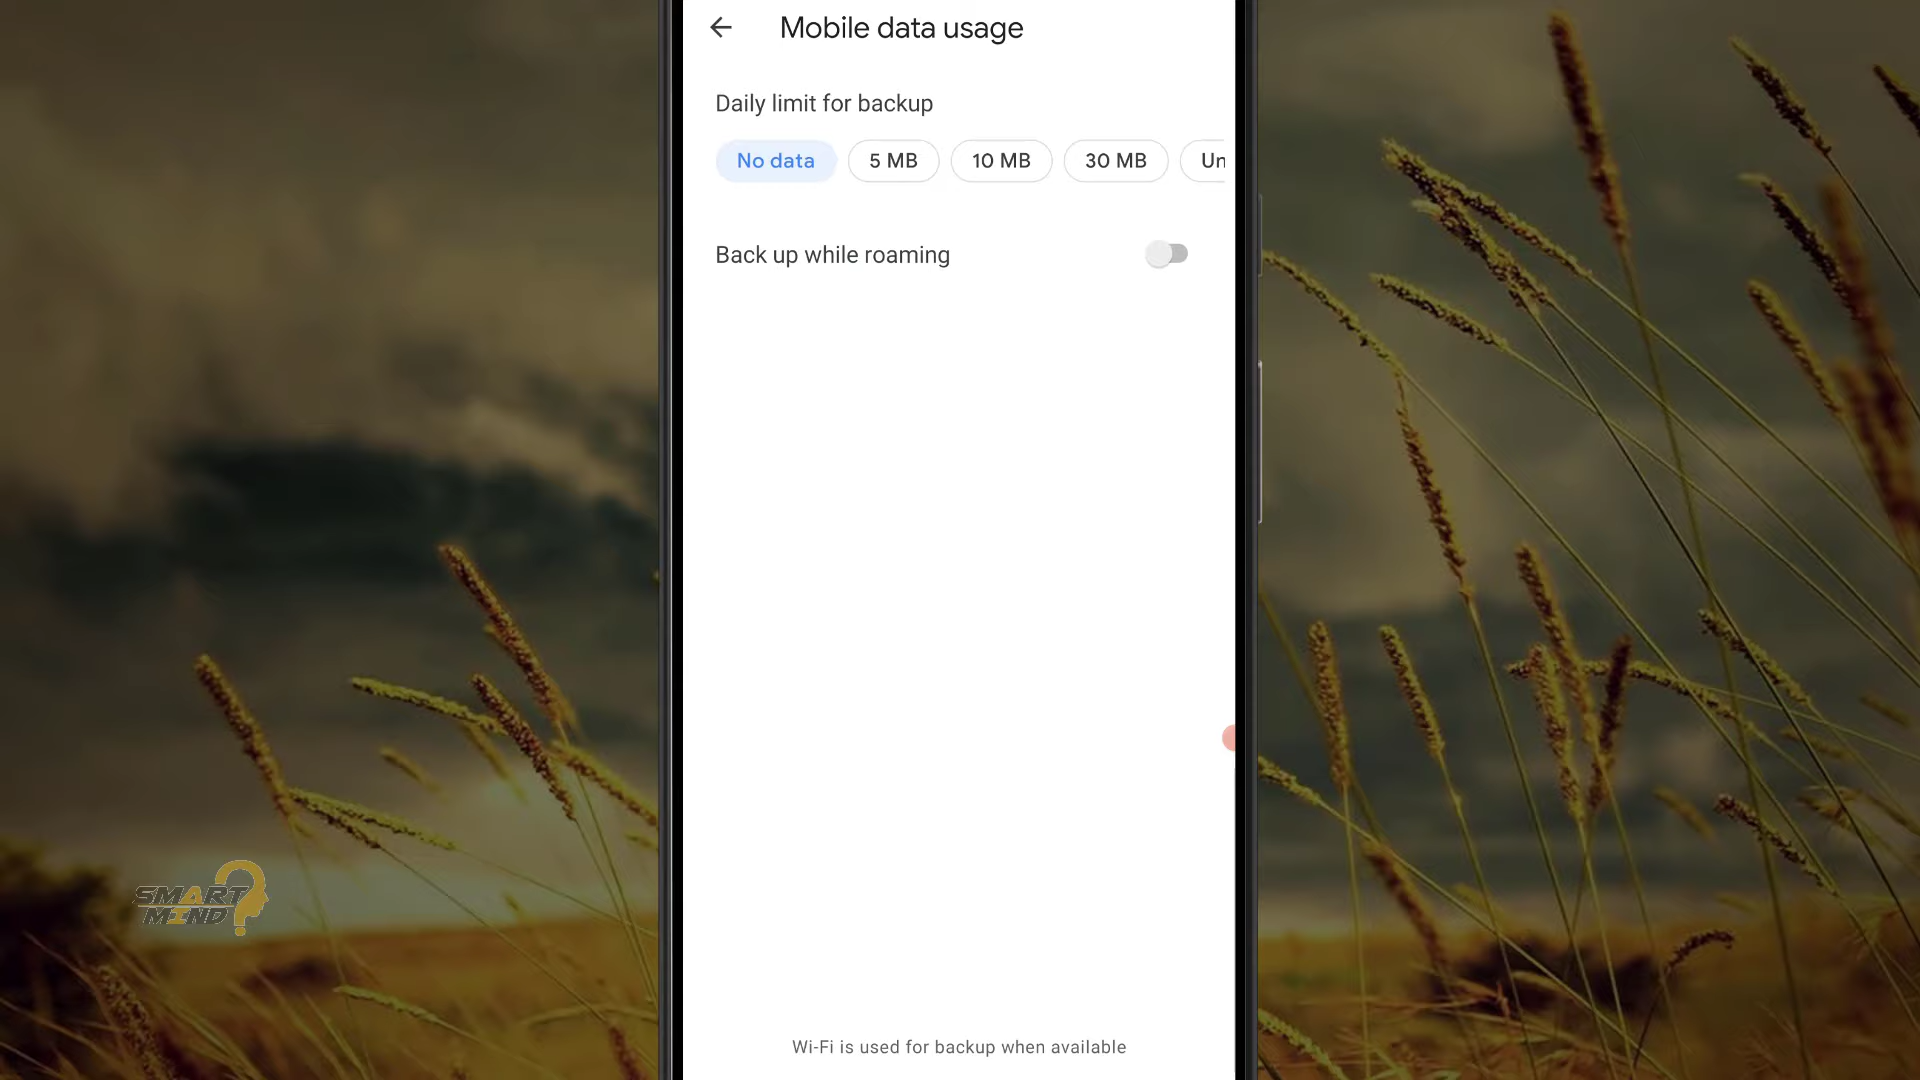 Mobile data usage
Daily limit for backup
No data
5 MB
10 MB
30 MB
Un
Back up while roaming
SMART
MIND
Wi-Fi is used for backup when available